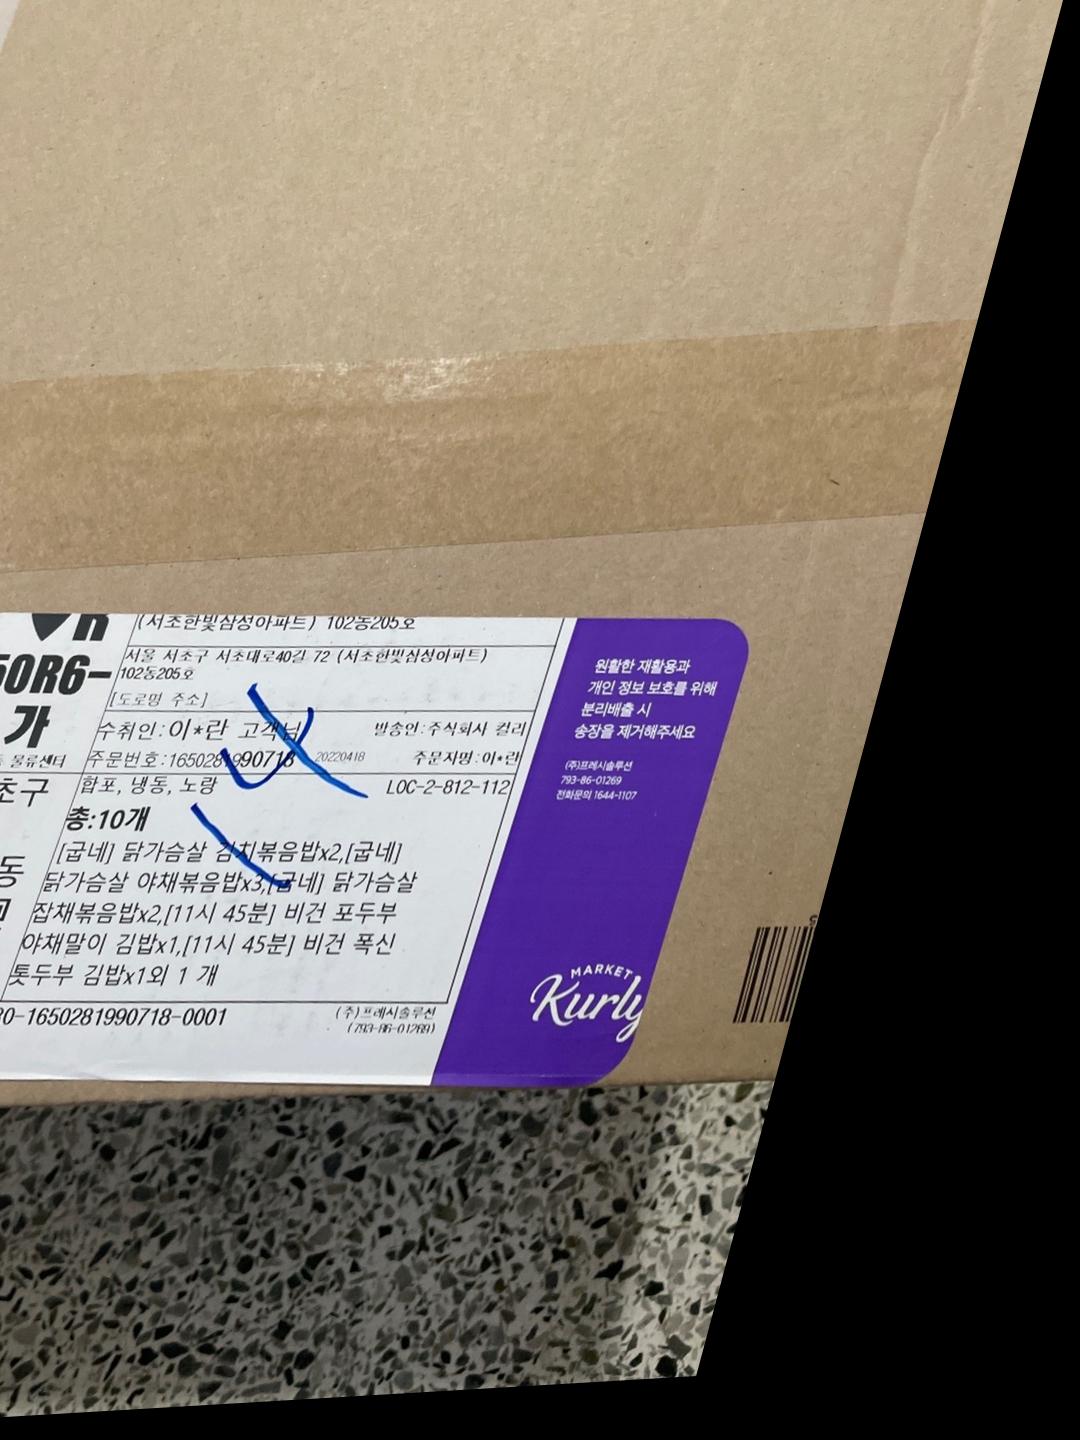 (서초한빛삼성아파트) 102동205호
서울 서초구 서초대로40길 72 (서초한빛삼성아파트)
102동205호
[도로명 주소]
50R6-
가
물류센터
수취인:이*란 고객님 발송인:주식회사 컬리
주문번호:1650281990718 20220418 주문자명:이*란
초구
합포, 냉동, 노랑 LOC-2-812-112
총:10개
[굽네] 닭가슴살 김치볶음밥x2,[굽네]
동
닭가슴살 야채볶음밥x3,[굽네] 닭가슴살
잡채볶음밥x2,[11시 45분] 비건 포두부
야채말이 김밥x1,[11시 45분] 비건 폭신
톳두부 김밥x1외 1 개
-1650281990718-0001 (주)프레시솔루션
(793-86-01269)
원활한 재활용과
개인 정보 보호를 위해
분리배출 시
송장을 제거해주세요
(주)프레시솔루션
793-86-01269
전화문의 1644-1107
MARKET
Kurly